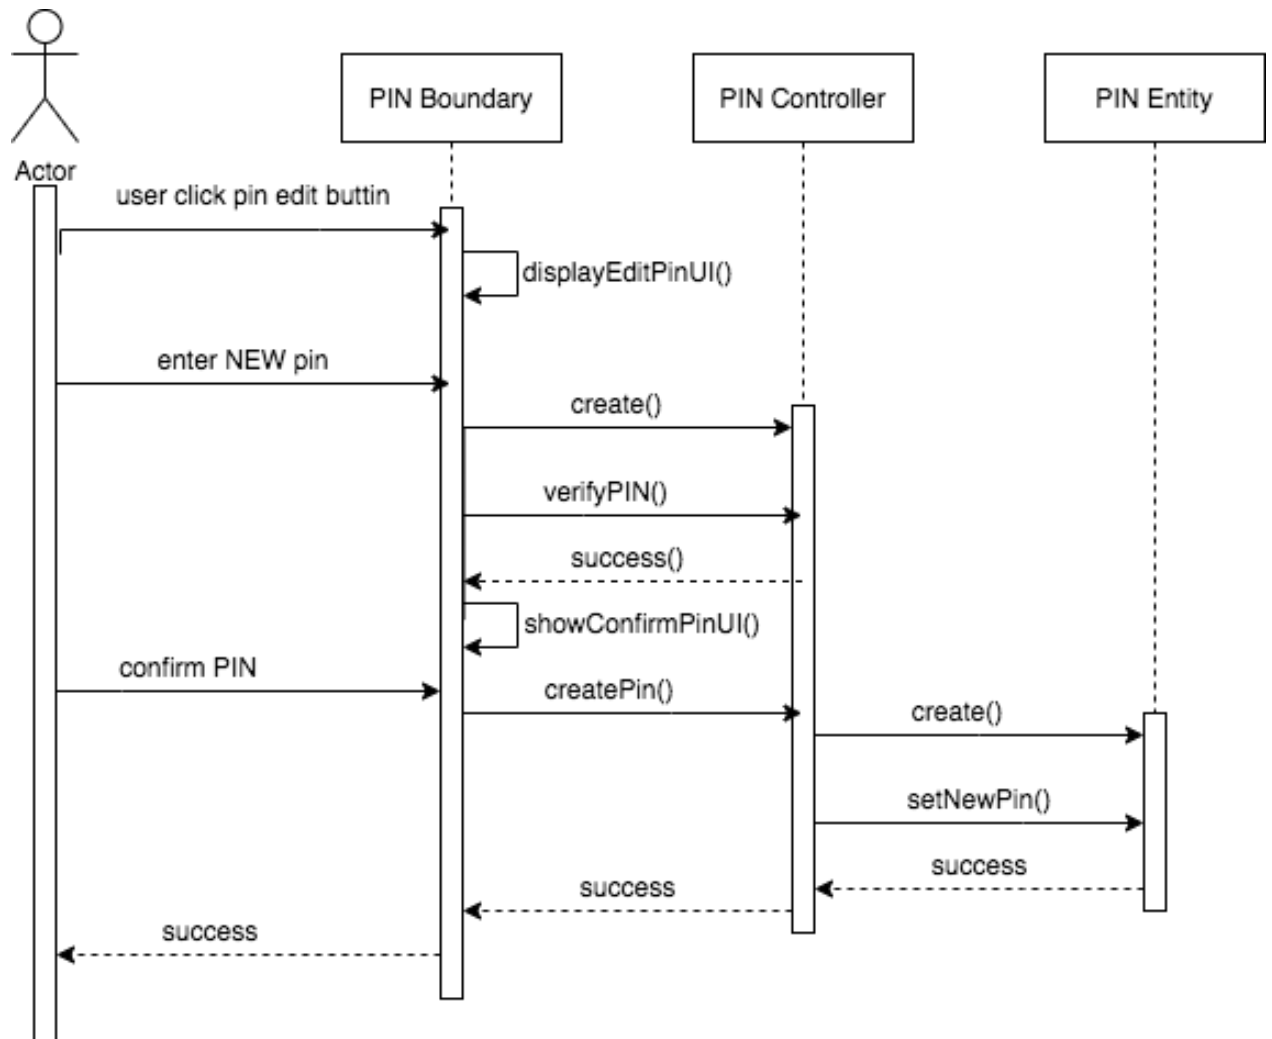 PIN Boundary
PIN Controller
PIN Entity
Actor
user click pin edit buttin
displayEditPinUI()
enter NEW pin
create()
verifyPIN()
success()
showConfirmPinUI()
confirm PIN
createPin()
create()
setNewPin()
success
success
success